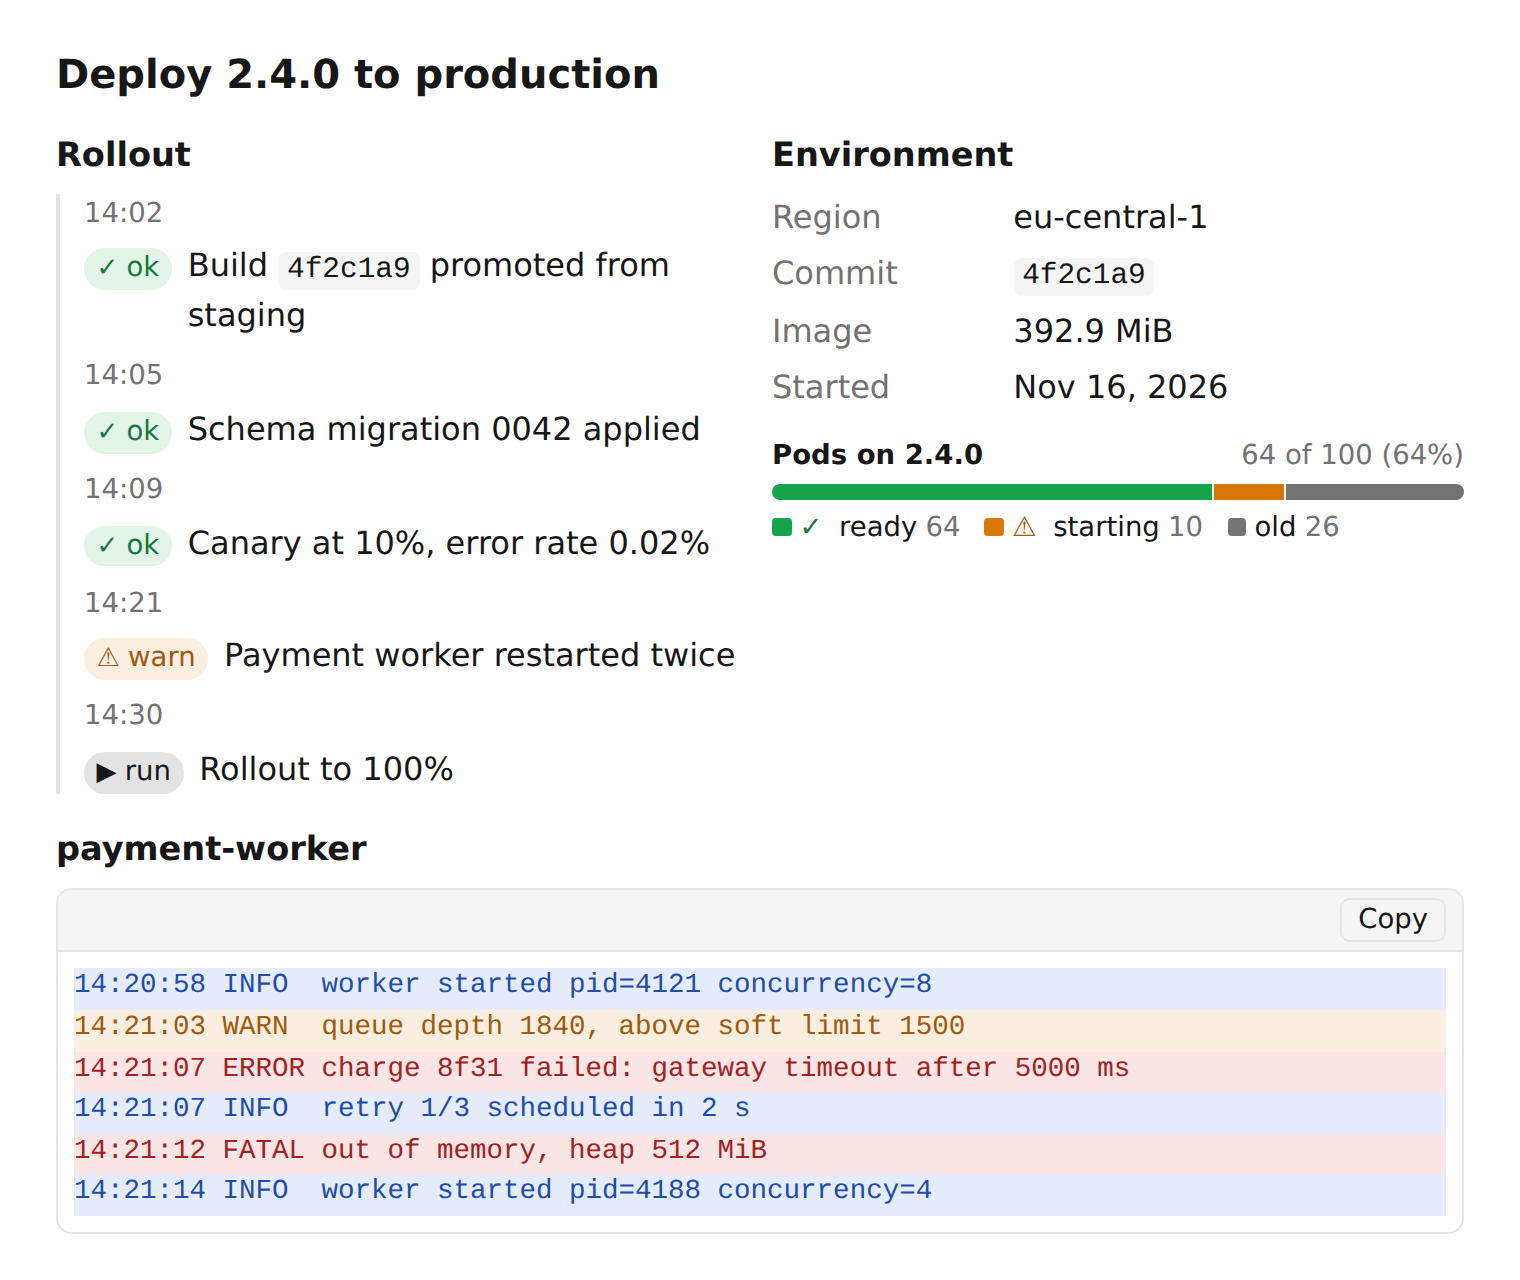 Deploy 2.4.0 to production
Rollout
14:02
✓ ok Build 4f2c1a9 promoted from
staging
14:05
✓ ok Schema migration 0042 applied
14:09
✓ ok Canary at 10%, error rate 0.02%
14:21
⚠ warn Payment worker restarted twice
14:30
▶ run Rollout to 100%
Environment
Region eu-central-1
Commit 4f2c1a9
Image 392.9 MiB
Started Nov 16, 2026
Pods on 2.4.0 64 of 100 (64%)
✓ ready 64 ⚠ starting 10 old 26
payment-worker
Copy
14:20:58 INFO  worker started pid=4121 concurrency=8
14:21:03 WARN  queue depth 1840, above soft limit 1500
14:21:07 ERROR charge 8f31 failed: gateway timeout after 5000 ms
14:21:07 INFO  retry 1/3 scheduled in 2 s
14:21:12 FATAL out of memory, heap 512 MiB
14:21:14 INFO  worker started pid=4188 concurrency=4